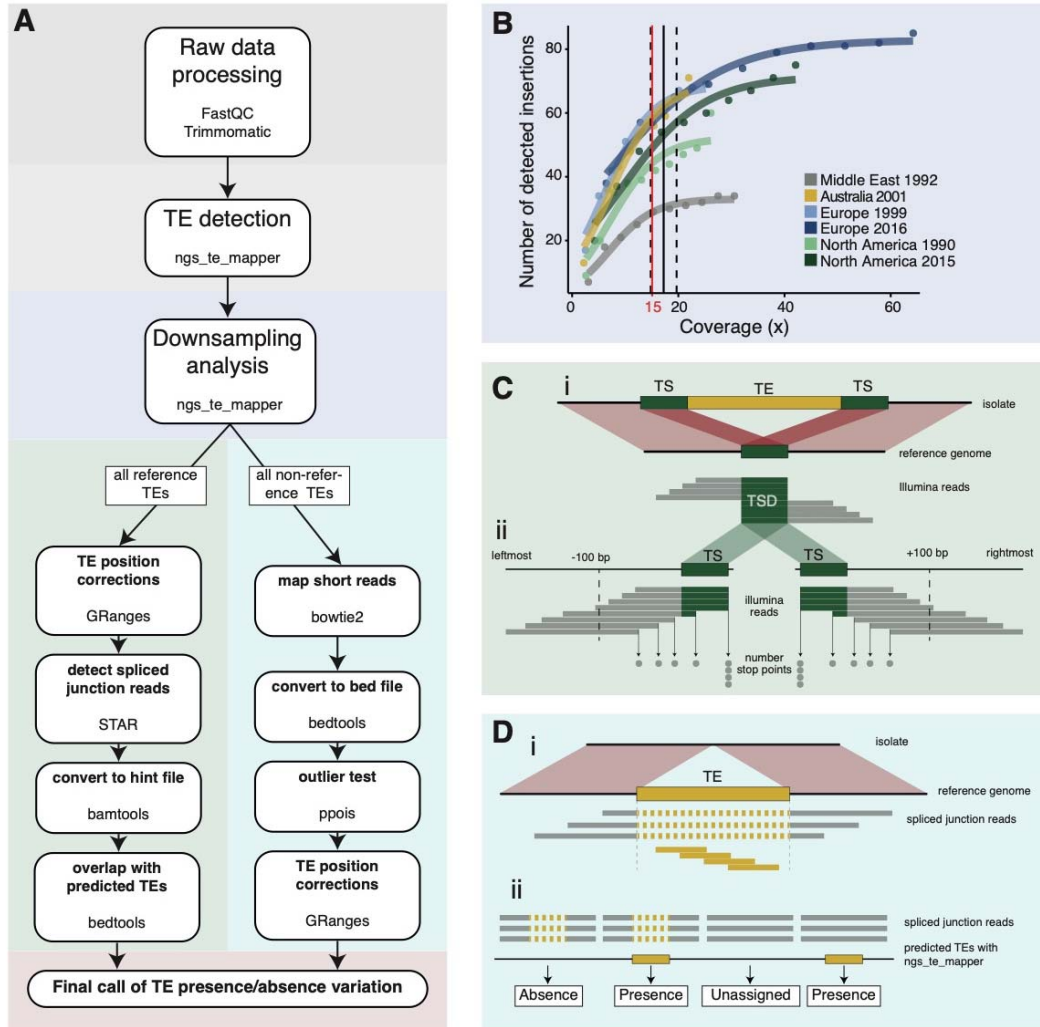 A
Raw data
processing
FastQC
Trimmomatic
TE detection
ngs_te_mapper
Downsampling
analysis
ngs_te_mapper
all reference
TEs
all non-refer-
ence TEs
TE position
corrections
GRanges
detect spliced
junction reads
STAR
convert to hint file
bamtools
overlap with
predicted TEs
bedtools
map short reads
bowtie2
convert to bed file
bedtools
outlier test
ppois
TE position
corrections
GRanges
Final call of TE presence/absence variation
B
Number of detected insertions
80
60
40
20
0
15
20
40
60
Coverage (x)
Middle East 1992
Australia 2001
Europe 1999
Europe 2016
North America 1990
North America 2015
C
i
TS
TE
TS
isolate
reference genome
Illumina reads
TSD
ii
leftmost
-100 bp
TS
TS
+100 bp
rightmost
illumina
reads
number
stop points
D
i
isolate
TE
reference genome
spliced junction reads
ii
spliced junction reads
predicted TEs with
ngs_te_mapper
Absence
Presence
Unassigned
Presence